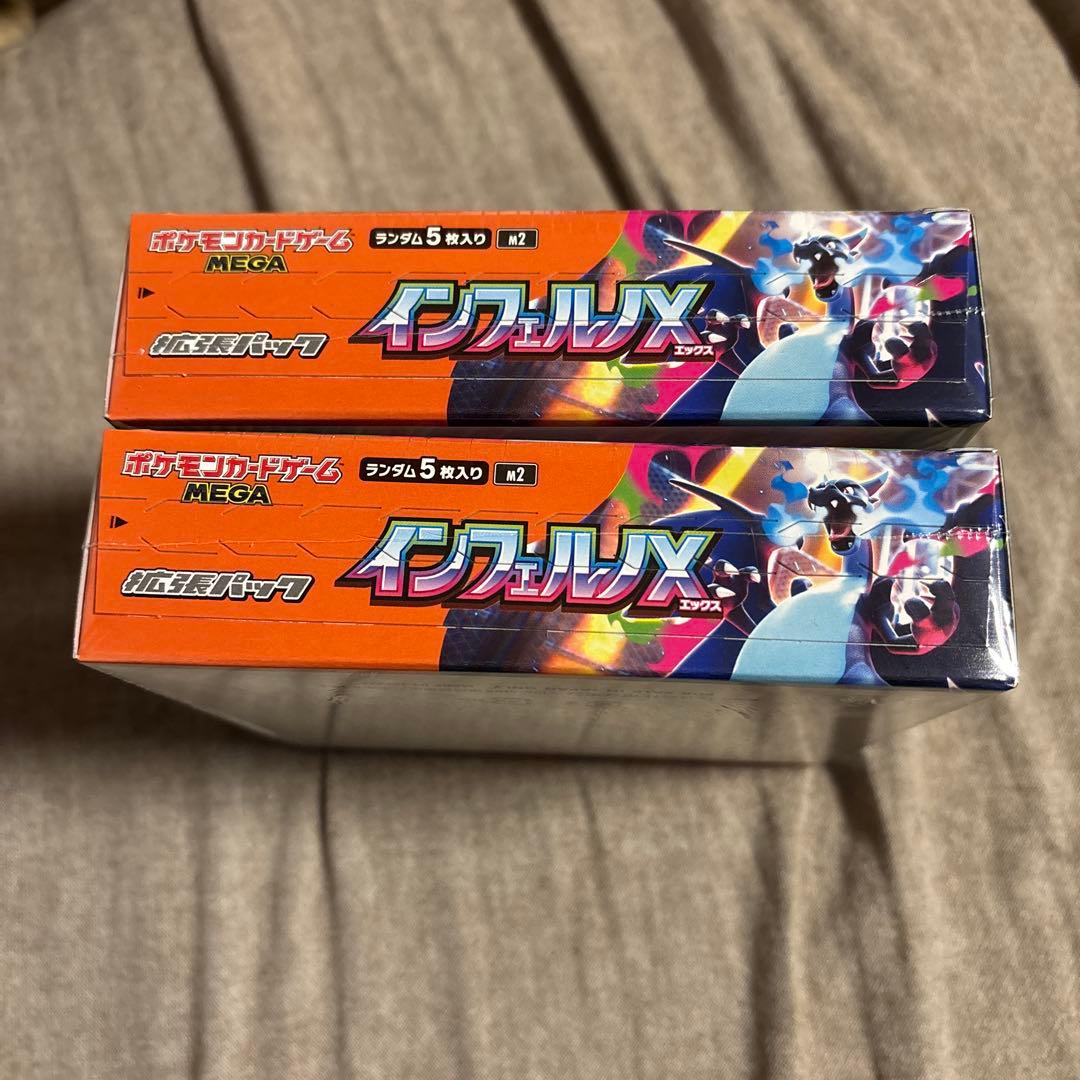 ポケモンカードゲーム
MEGA
ランダム5枚入り
M2
拡張パック
インフェルノX
エックス
ポケモンカードゲーム
MEGA
ランダム5枚入り
M2
拡張パック
インフェルノX
エックス